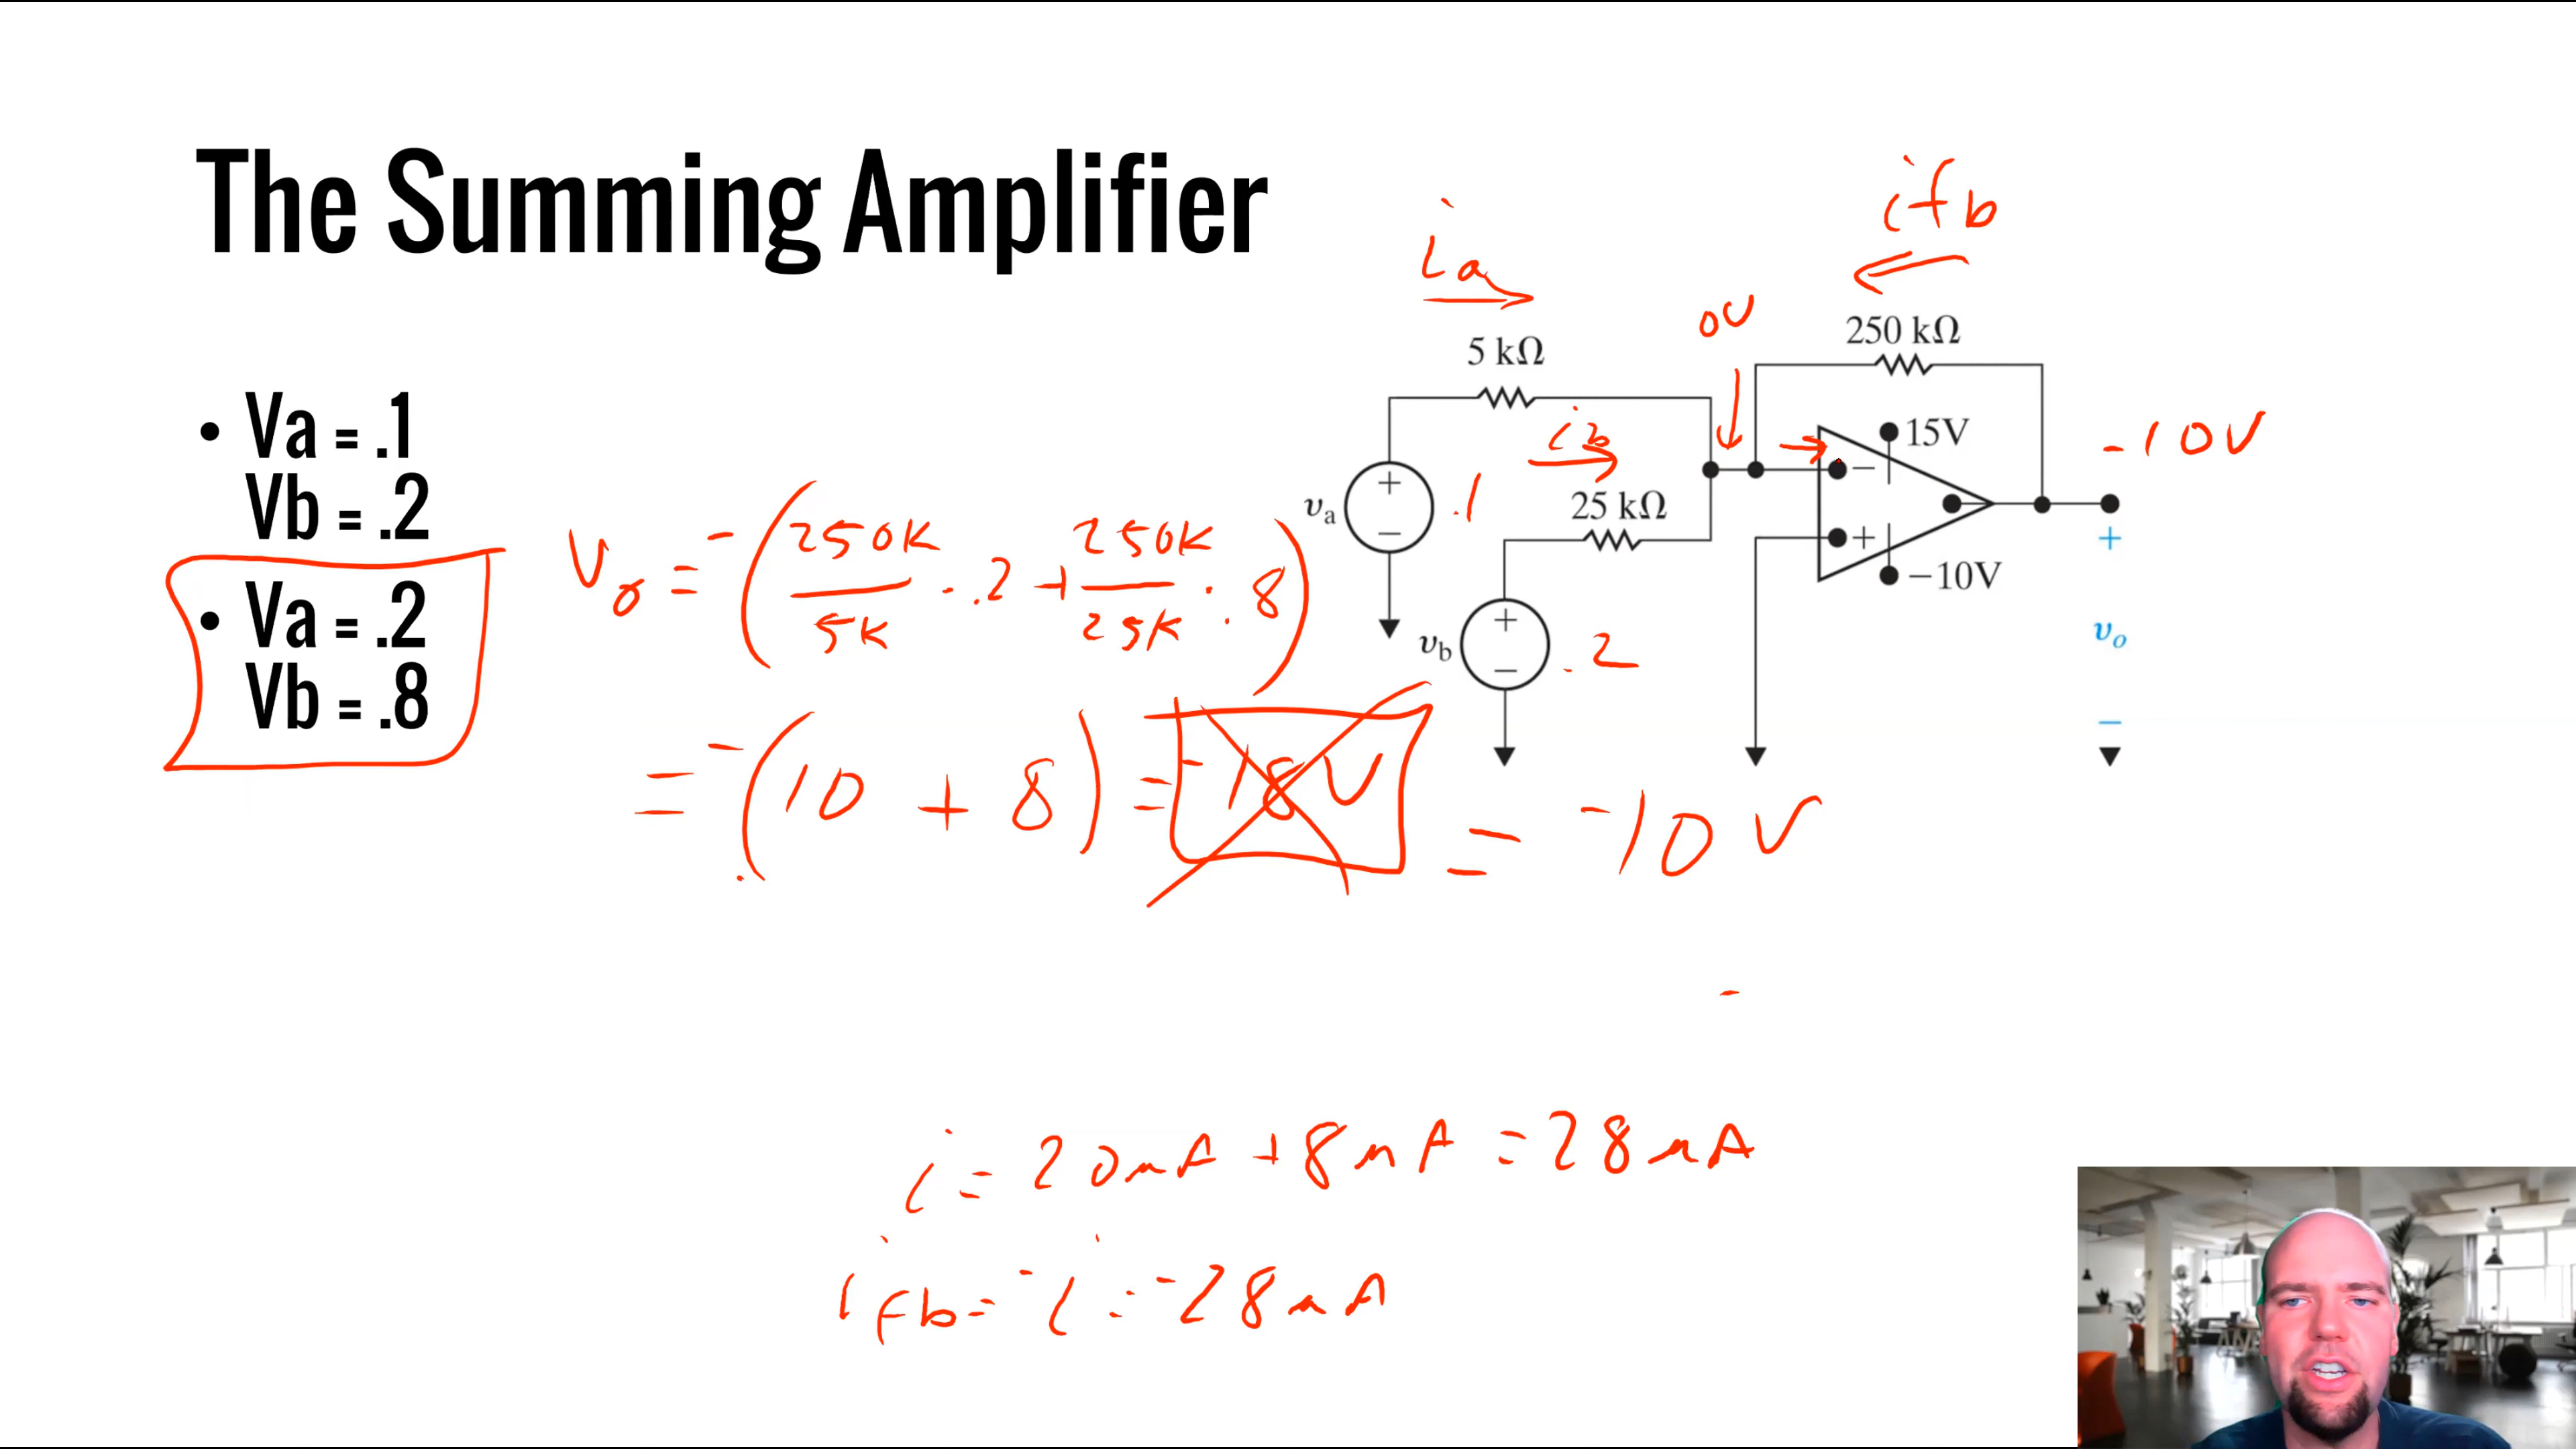 The Summing Amplifier
• Va = .1
Vb = .2
• Va = .2
Vb = .8
Vo = -(250K/5K · .2 + 250K/25K · .8)
= -(10 + 8) = -18V = -10V
i = 20mA + 8mA = 28mA
ifb = -i = -28mA
ia
ifb
0V
5 kΩ
250 kΩ
ib
15V
-10V
va
.1
25 kΩ
−
+
−10V
+
vb
.2
vo
−